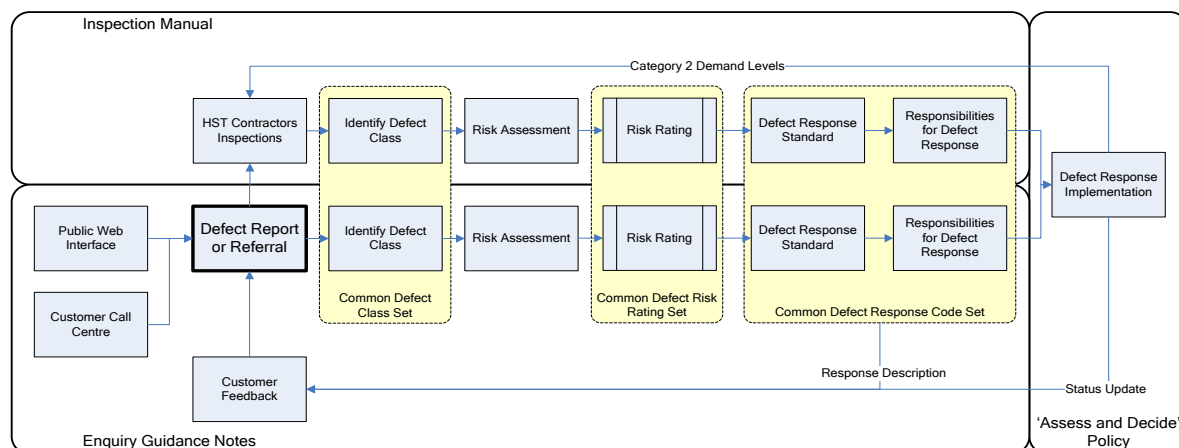 Inspection Manual
Category 2 Demand Levels
HST Contractors
Inspections
Identify Defect
Class
Risk Assessment
Risk Rating
Defect Response
Standard
Responsibilities
for Defect
Response
Defect Response
Implementation
Public Web
Interface
Defect Report
or Referral
Identify Defect
Class
Risk Assessment
Risk Rating
Defect Response
Standard
Responsibilities
for Defect
Response
Customer Call
Centre
Common Defect
Class Set
Common Defect Risk
Rating Set
Common Defect Response Code Set
Customer
Feedback
Response Description
Status Update
Enquiry Guidance Notes
'Assess and Decide'
Policy